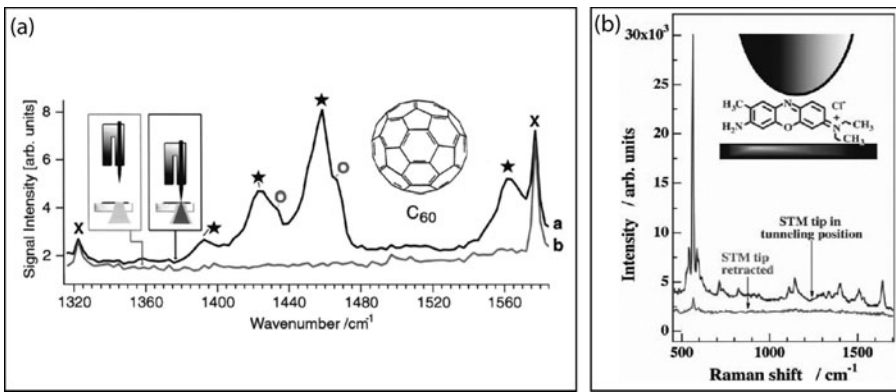 (a)
Signal Intensity [arb. units]
8
6
4
2
X
O
O
X
C60
a
b
1320
1360
1400
1440
1480
1520
1560
Wavenumber /cm-1
(b)
Intensity / arb. units
30x10³
25
20
15
10
5
0
H₃C
N
Cl-
H₂N
O
N
+
CH₃
CH₃
STM tip in
tunneling position
STM tip
retracted
500
1000
1500
Raman shift / cm-1